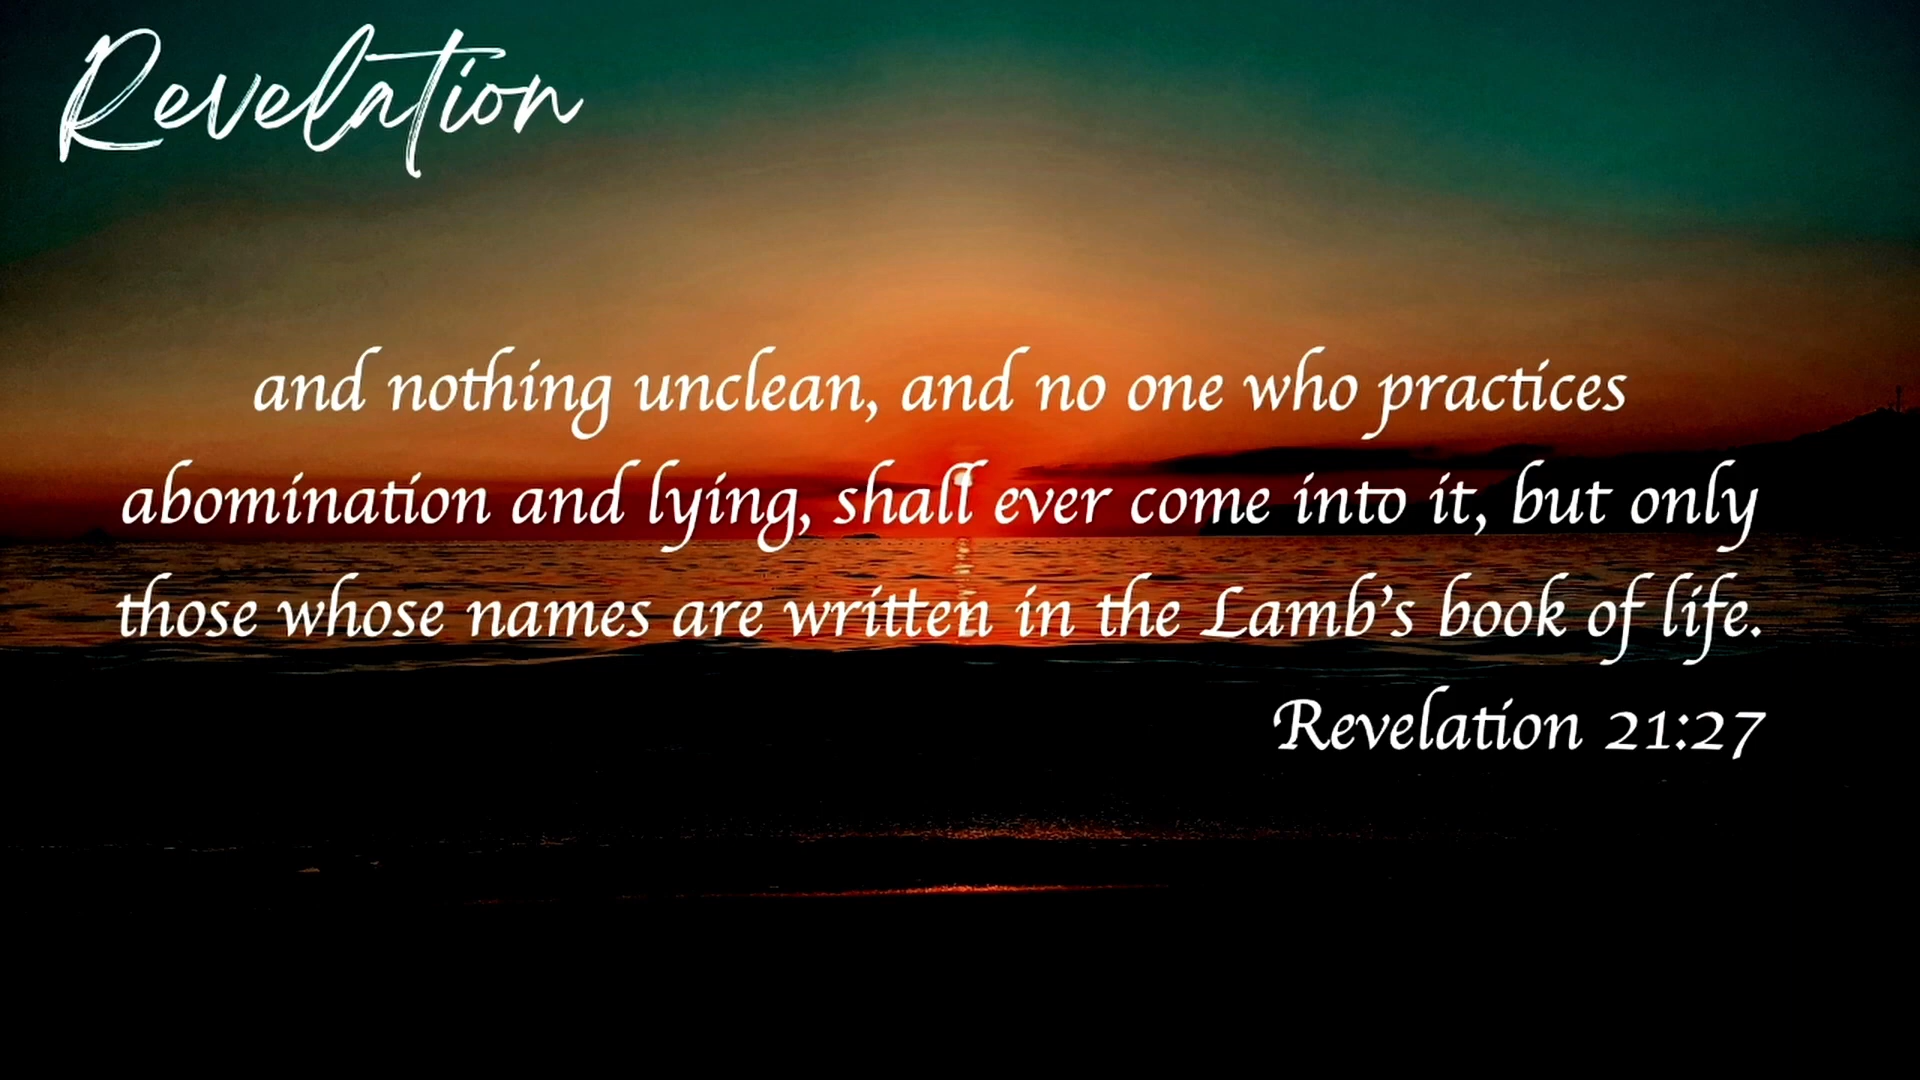 Revelation
and nothing unclean, and no one who practices
abomination and lying, shall ever come into it, but only
those whose names are written in the Lamb's book of life.
Revelation 21:27